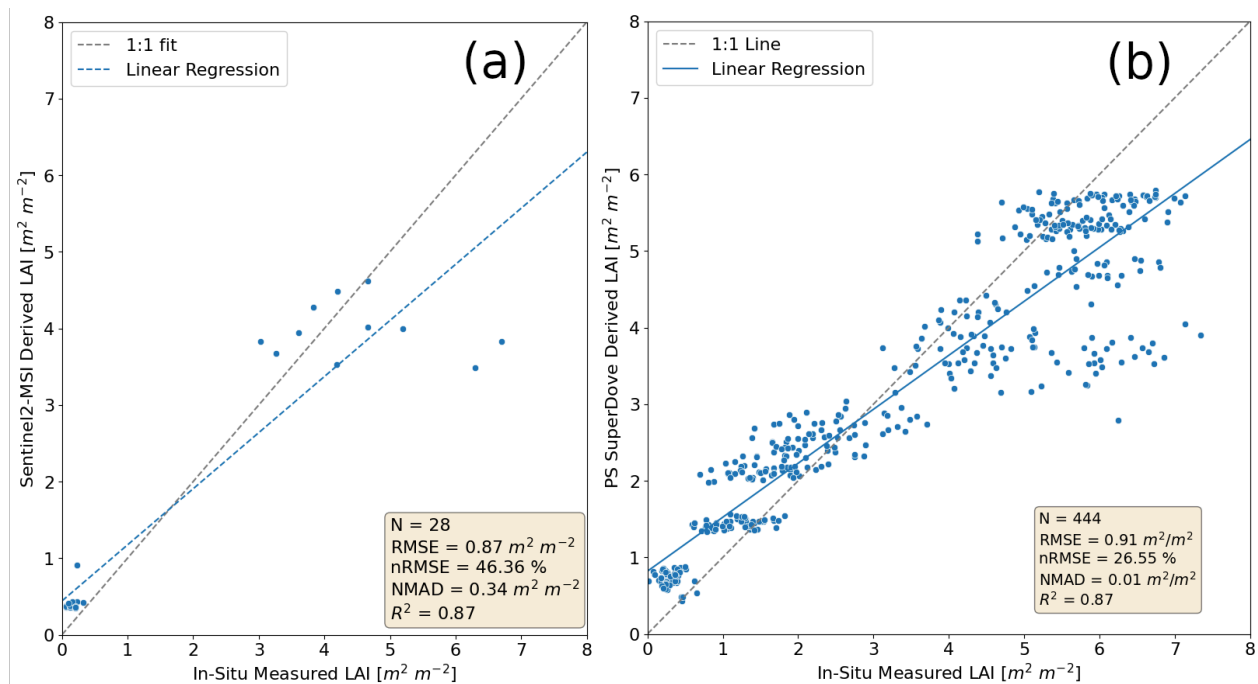 (a)
1:1 fit
Linear Regression
Sentinel2-MSI Derived LAI [m² m⁻²]
8
7
6
5
4
3
2
1
0
N = 28
RMSE = 0.87 m² m⁻²
nRMSE = 46.36 %
NMAD = 0.34 m² m⁻²
R² = 0.87
0 1 2 3 4 5 6 7 8
In-Situ Measured LAI [m² m⁻²]
(b)
1:1 Line
Linear Regression
PS SuperDove Derived LAI [m² m⁻²]
8
7
6
5
4
3
2
1
0
N = 444
RMSE = 0.91 m²/m²
nRMSE = 26.55 %
NMAD = 0.01 m²/m²
R² = 0.87
0 1 2 3 4 5 6 7 8
In-Situ Measured LAI [m² m⁻²]